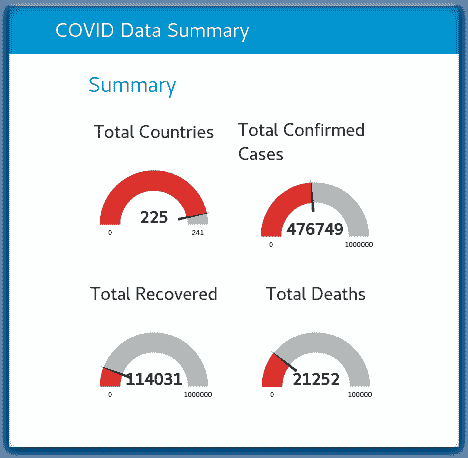 COVID Data Summary
Summary
Total Countries
225
0 241
Total Confirmed
Cases
476749
0 1000000
Total Recovered
114031
0 1000000
Total Deaths
21252
0 100000